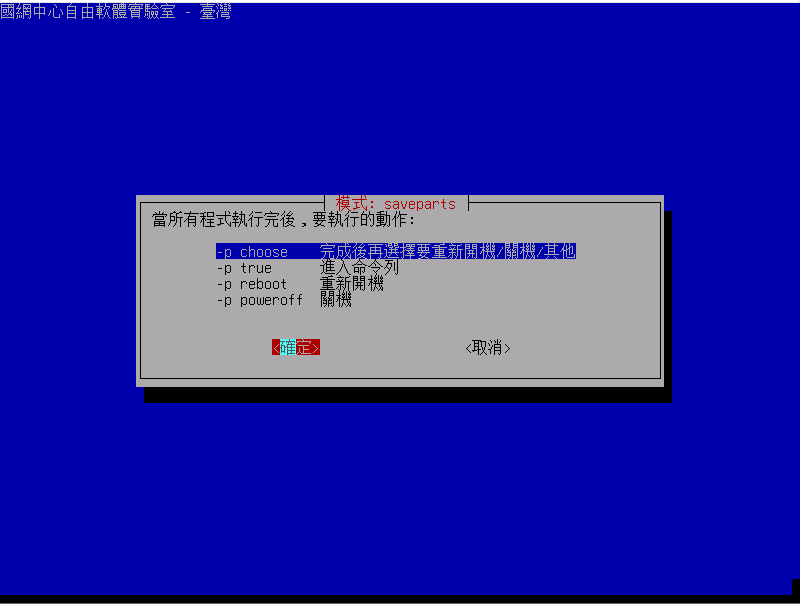 國網中心自由軟體實驗室 - 臺灣
模式: saveparts
當所有程式執行完後,要執行的動作:
-p choose 完成後再選擇要重新開機/關機/其他
-p true 進入命令列
-p reboot 重新開機
-p poweroff 關機
<確定> <取消>